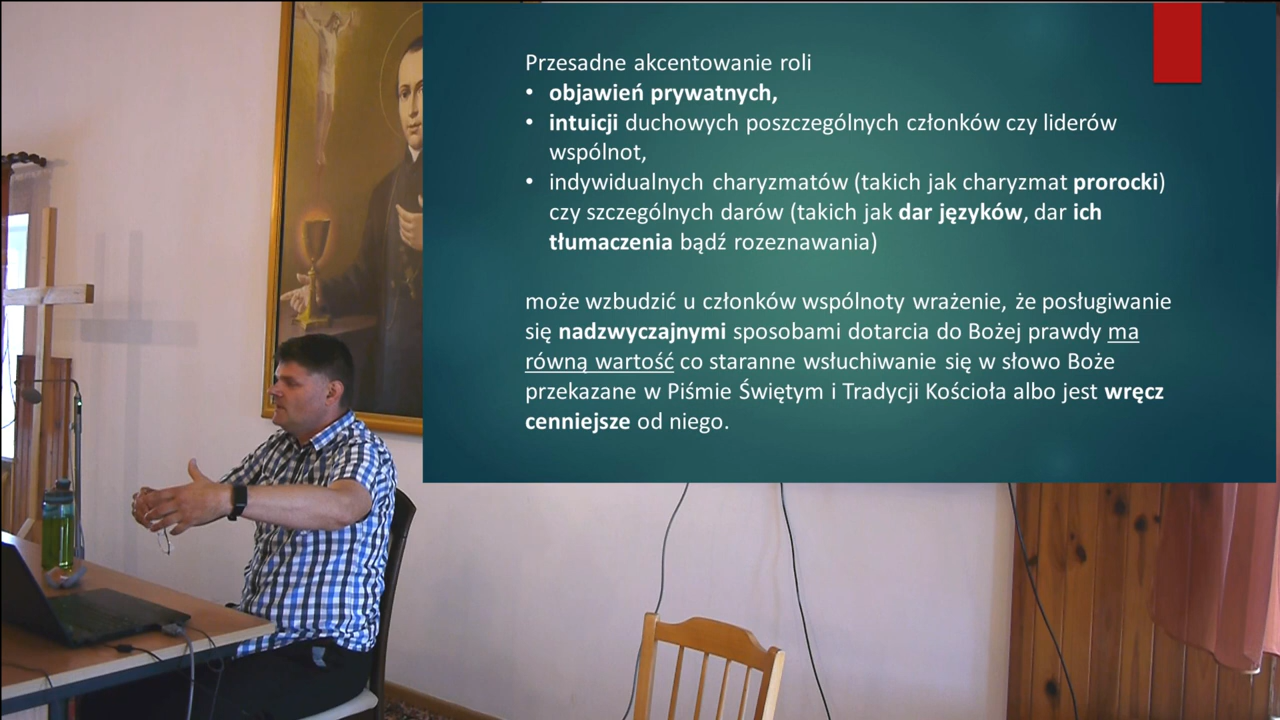 Przesadne akcentowanie roli
• objawień prywatnych,
• intuicji duchowych poszczególnych członków czy liderów
wspólnot,
• indywidualnych charyzmatów (takich jak charyzmat prorocki)
czy szczególnych darów (takich jak dar języków, dar ich
tłumaczenia bądź rozeznawania)
może wzbudzić u członków wspólnoty wrażenie, że posługiwanie
się nadzwyczajnymi sposobami dotarcia do Bożej prawdy ma
równą wartość co staranne wsłuchiwanie się w słowo Boże
przekazane w Piśmie Świętym i Tradycji Kościoła albo jest wręcz
cenniejsze od niego.